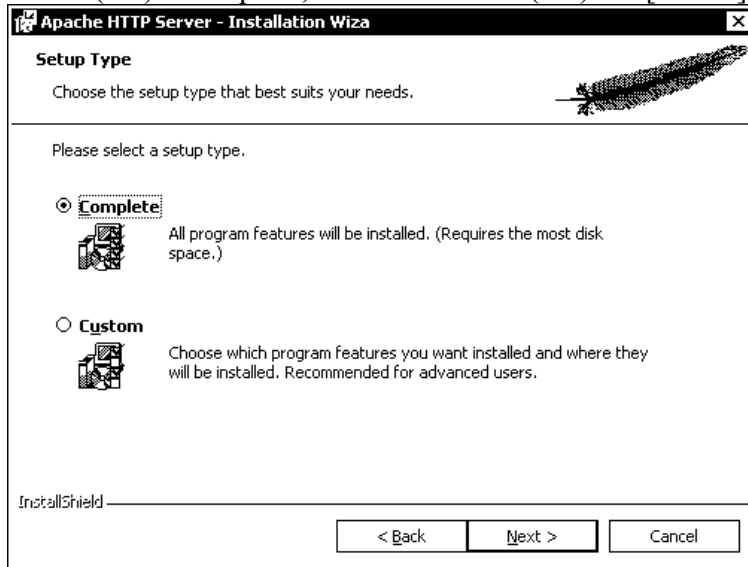 Apache HTTP Server - Installation Wiza
Setup Type
Choose the setup type that best suits your needs.
Please select a setup type.
Complete
All program features will be installed. (Requires the most disk
space.)
Custom
Choose which program features you want installed and where they
will be installed. Recommended for advanced users.
InstallShield
< Back Next > Cancel